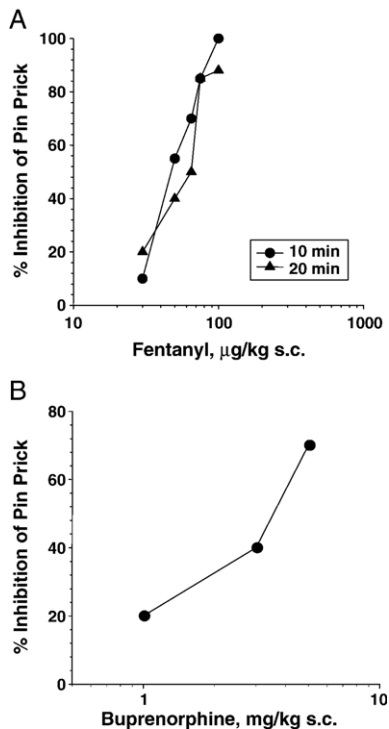 A
% Inhibition of Pin Prick
100
80
60
40
20
0
10 min
20 min
10
100
1000
Fentanyl, µg/kg s.c.
B
% Inhibition of Pin Prick
80
60
40
20
0
1
10
Buprenorphine, mg/kg s.c.